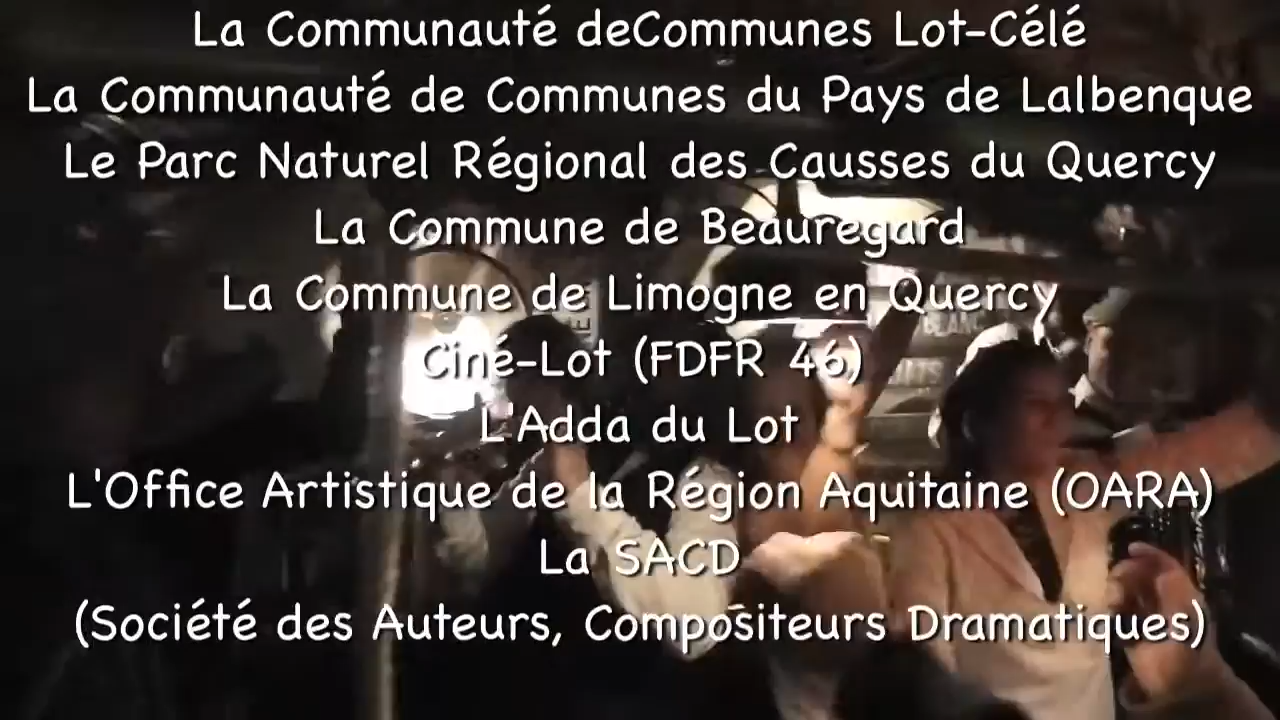 La Communauté deCommunes Lot-Célé
La Communauté de Communes du Pays de Lalbenque
Le Parc Naturel Régional des Causses du Quercy
La Commune de Beauregard
La Commune de Limogne en Quercy
Ciné-Lot (FDFR 46)
L'Adda du Lot
L'Office Artistique de la Région Aquitaine (OARA)
La SACD
(Société des Auteurs, Compositeurs Dramatiques)